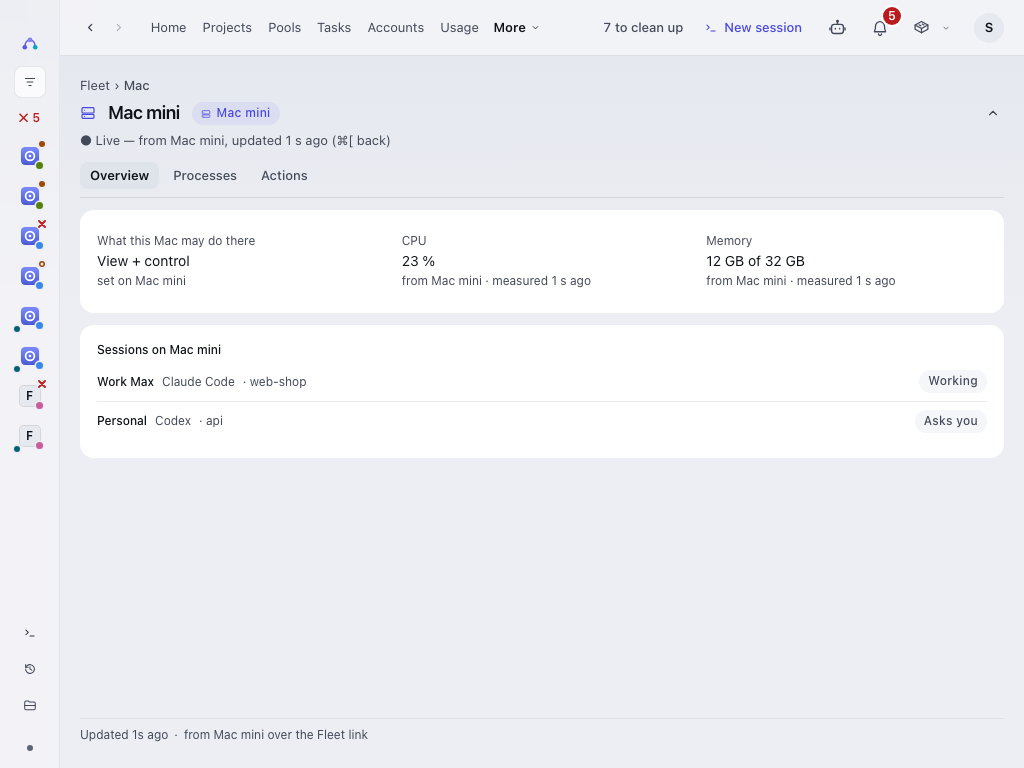 Home Projects Pools Tasks Accounts Usage More 7 to clean up New session 5 S
Fleet › Mac
Mac mini Mac mini
Live — from Mac mini, updated 1 s ago (⌘[ back)
Overview Processes Actions
What this Mac may do there CPU Memory
View + control 23 % 12 GB of 32 GB
set on Mac mini from Mac mini · measured 1 s ago from Mac mini · measured 1 s ago
Sessions on Mac mini
Work Max Claude Code · web-shop Working
Personal Codex · api Asks you
Updated 1s ago · from Mac mini over the Fleet link
5
F
F